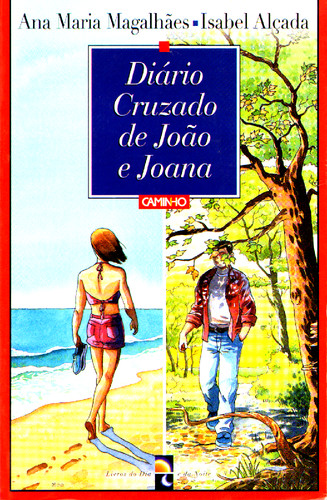 Ana Maria Magalhães ▪ Isabel Alçada
Diário
Cruzado
de João
e Joana
CAMINHO
Livros do Dia e da Noite